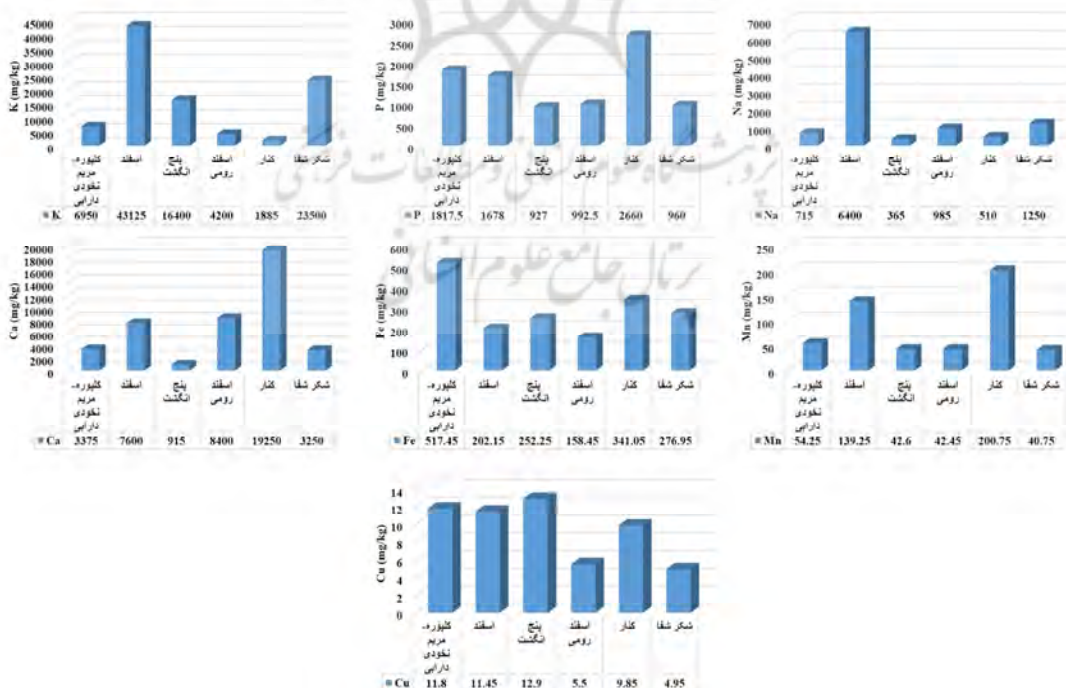 K (mg/kg)
45000
40000
35000
30000
25000
20000
15000
10000
5000
0
کلپوره-مریم نخودی دارابی
اسفند
پنج انگشت
اسفند رومی
کنار
شکر شفا
K 6950 43125 16400 4200 1885 23500
P (mg/kg)
3000
2500
2000
1500
1000
500
0
کلپوره-مریم نخودی دارابی
اسفند
پنج انگشت
اسفند رومی
کنار
شکر شفا
P 1817.5 1678 927 992.5 2660 960
Na (mg/kg)
7000
6000
5000
4000
3000
2000
1000
0
کلپوره-مریم نخودی دارابی
اسفند
پنج انگشت
اسفند رومی
کنار
شکر شفا
Na 715 6400 365 985 510 1250
پژوهشگاه علوم انسانی و مطالعات فرهنگی
پرتال جامع علوم انسانی
Ca (mg/kg)
20000
18000
16000
14000
12000
10000
8000
6000
4000
2000
0
کلپوره-مریم نخودی دارابی
اسفند
پنج انگشت
اسفند رومی
کنار
شکر شفا
Ca 3375 7600 915 8400 19250 3250
Fe (mg/kg)
600
500
400
300
200
100
0
کلپوره-مریم نخودی دارابی
اسفند
پنج انگشت
اسفند رومی
کنار
شکر شفا
Fe 517.45 202.15 252.25 158.45 341.05 276.95
Mn (mg/kg)
250
200
150
100
50
0
کلپوره-مریم نخودی دارابی
اسفند
پنج انگشت
اسفند رومی
کنار
شکر شفا
Mn 54.25 139.25 42.6 42.45 200.75 40.75
Cu (mg/kg)
14
12
10
8
6
4
2
0
کلپوره-مریم نخودی دارابی
اسفند
پنج انگشت
اسفند رومی
کنار
شکر شفا
Cu 11.8 11.45 12.9 5.5 9.85 4.95